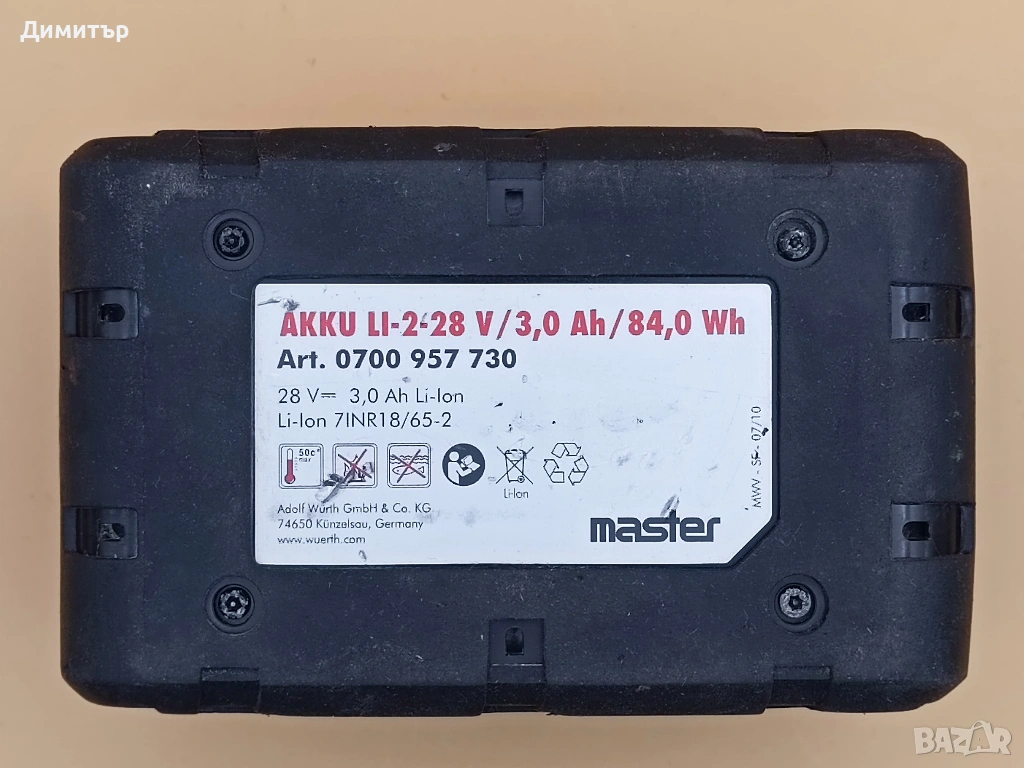 Димитър
AKKU LI-2-28 V/3,0 Ah/84,0 Wh
Art. 0700 957 730
28 V⎓ 3,0 Ah Li-Ion
Li-Ion 7INR18/65-2
50c°
max
Li-Ion
Adolf Würth GmbH & Co. KG
74650 Künzelsau, Germany
www.wuerth.com
master
MWV - SF - 07/10
BAZAR